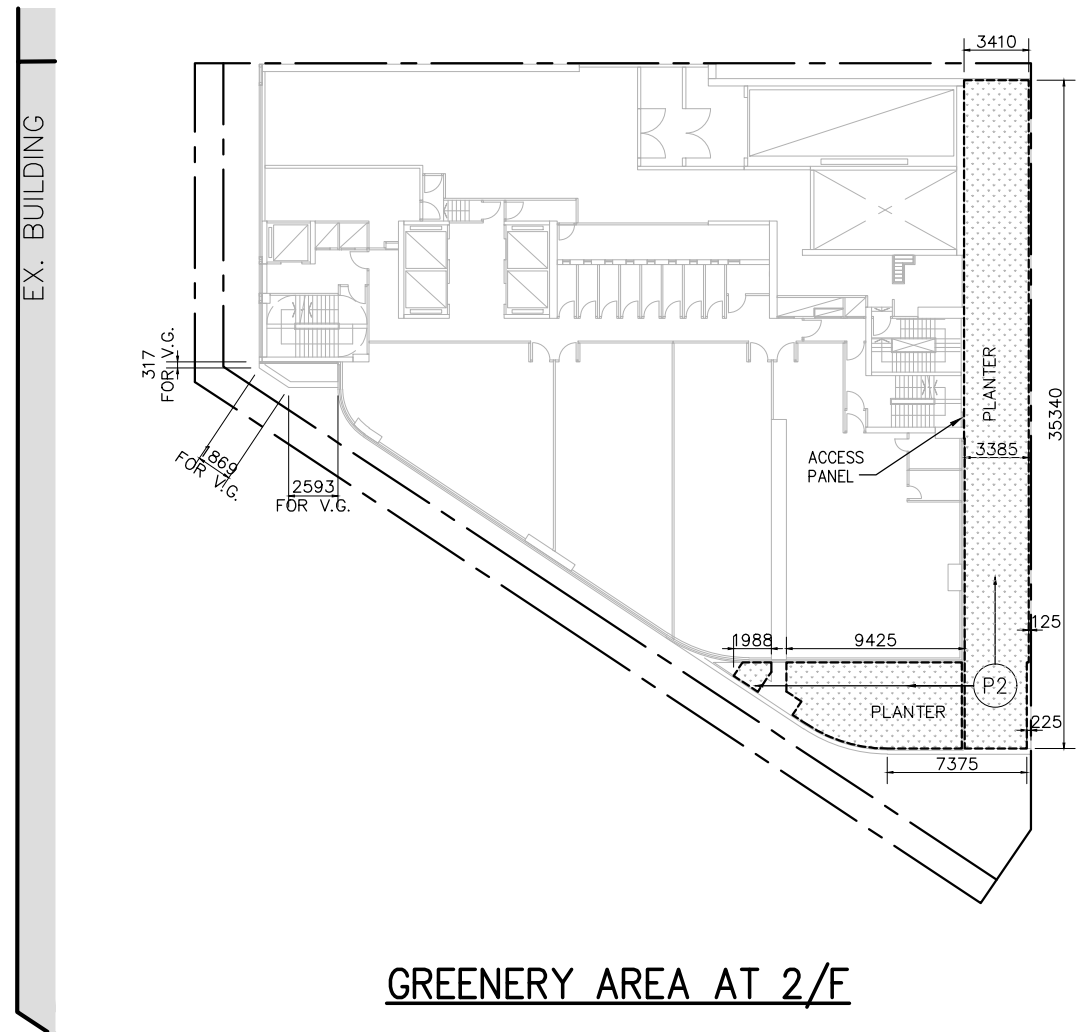 3410
EX. BUILDING
317
FOR V.G.
PLANTER
35340
1869
FOR V.G.
2593
FOR V.G.
ACCESS
PANEL
3385
125
1988
9425
P2
PLANTER
225
7375
GREENERY AREA AT 2/F